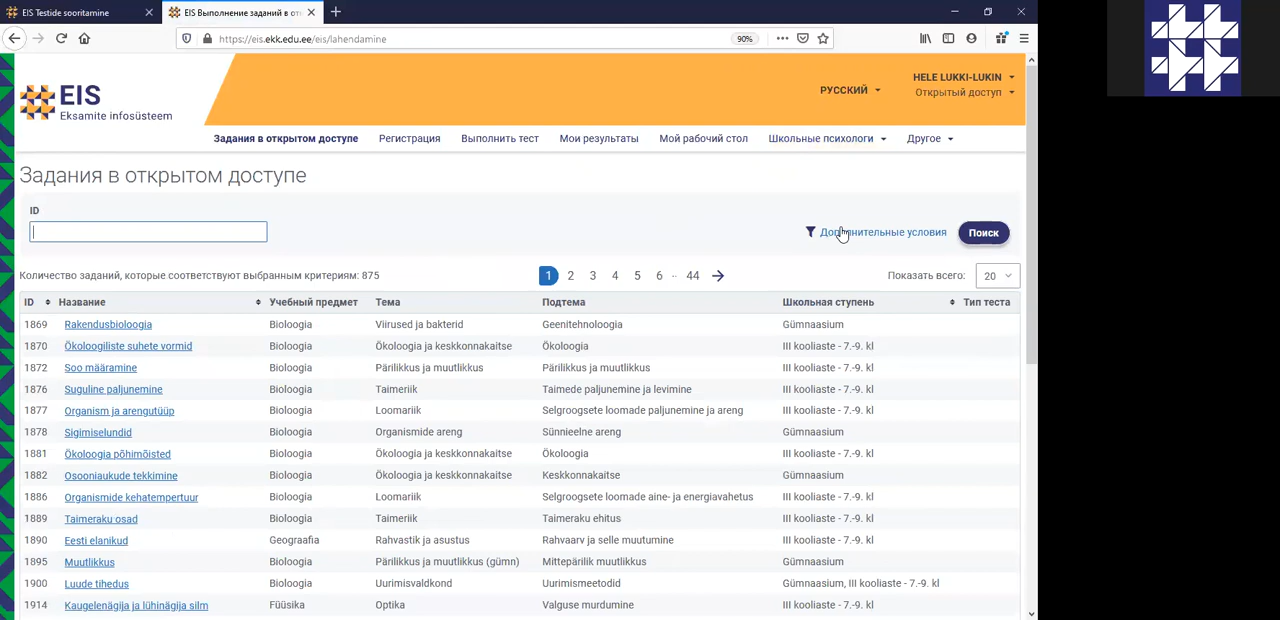 EIS Testide sooritamine
EIS Выполнение заданий в от
https://eis.ekk.edu.ee/eis/lahendamine
90%
EIS
Eksamite infosüsteem
РУССКИЙ
HELE LUKKI-LUKIN
Открытый доступ
Задания в открытом доступе Регистрация Выполнить тест Мои результаты Мой рабочий стол Школьные психологи Другое
Задания в открытом доступе
ID
Дополнительные условия Поиск
Количество заданий, которые соответствуют выбранным критериям: 875 1 2 3 4 5 6 .. 44 Показать всего: 20
ID Название Учебный предмет Тема Подтема Школьная ступень Тип теста
1869 Rakendusbioloogia Bioloogia Viirused ja bakterid Geenitehnoloogia Gümnaasium
1870 Ökoloogiliste suhete vormid Bioloogia Ökoloogia ja keskkonnakaitse Ökoloogia III kooliaste - 7.-9. kl
1872 Soo määramine Bioloogia Pärilikkus ja muutlikkus Pärilikkus ja muutlikkus III kooliaste - 7.-9. kl
1876 Suguline paljunemine Bioloogia Taimeriik Taimede paljunemine ja levimine III kooliaste - 7.-9. kl
1877 Organism ja arengutüüp Bioloogia Loomariik Selgroogsete loomade paljunemine ja areng III kooliaste - 7.-9. kl
1878 Sigimiselundid Bioloogia Organismide areng Sünnieelne areng Gümnaasium
1881 Ökoloogia põhimõisted Bioloogia Ökoloogia ja keskkonnakaitse Ökoloogia III kooliaste - 7.-9. kl
1882 Osooniaukude tekkimine Bioloogia Ökoloogia ja keskkonnakaitse Keskkonnakaitse Gümnaasium
1886 Organismide kehatempertuur Bioloogia Loomariik Selgroogsete loomade aine- ja energiavahetus III kooliaste - 7.-9. kl
1889 Taimeraku osad Bioloogia Taimeriik Taimeraku ehitus III kooliaste - 7.-9. kl
1890 Eesti elanikud Geograafia Rahvastik ja asustus Rahvaarv ja selle muutumine III kooliaste - 7.-9. kl
1895 Muutlikkus Bioloogia Pärilikkus ja muutlikkus (gümn) Mittepärilik muutlikkus Gümnaasium
1900 Luude tihedus Bioloogia Uurimisvaldkond Uurimismeetodid Gümnaasium, III kooliaste - 7.-9. kl
1914 Kaugelenägija ja lühinägija silm Füüsika Optika Valguse murdumine III kooliaste - 7.-9. kl